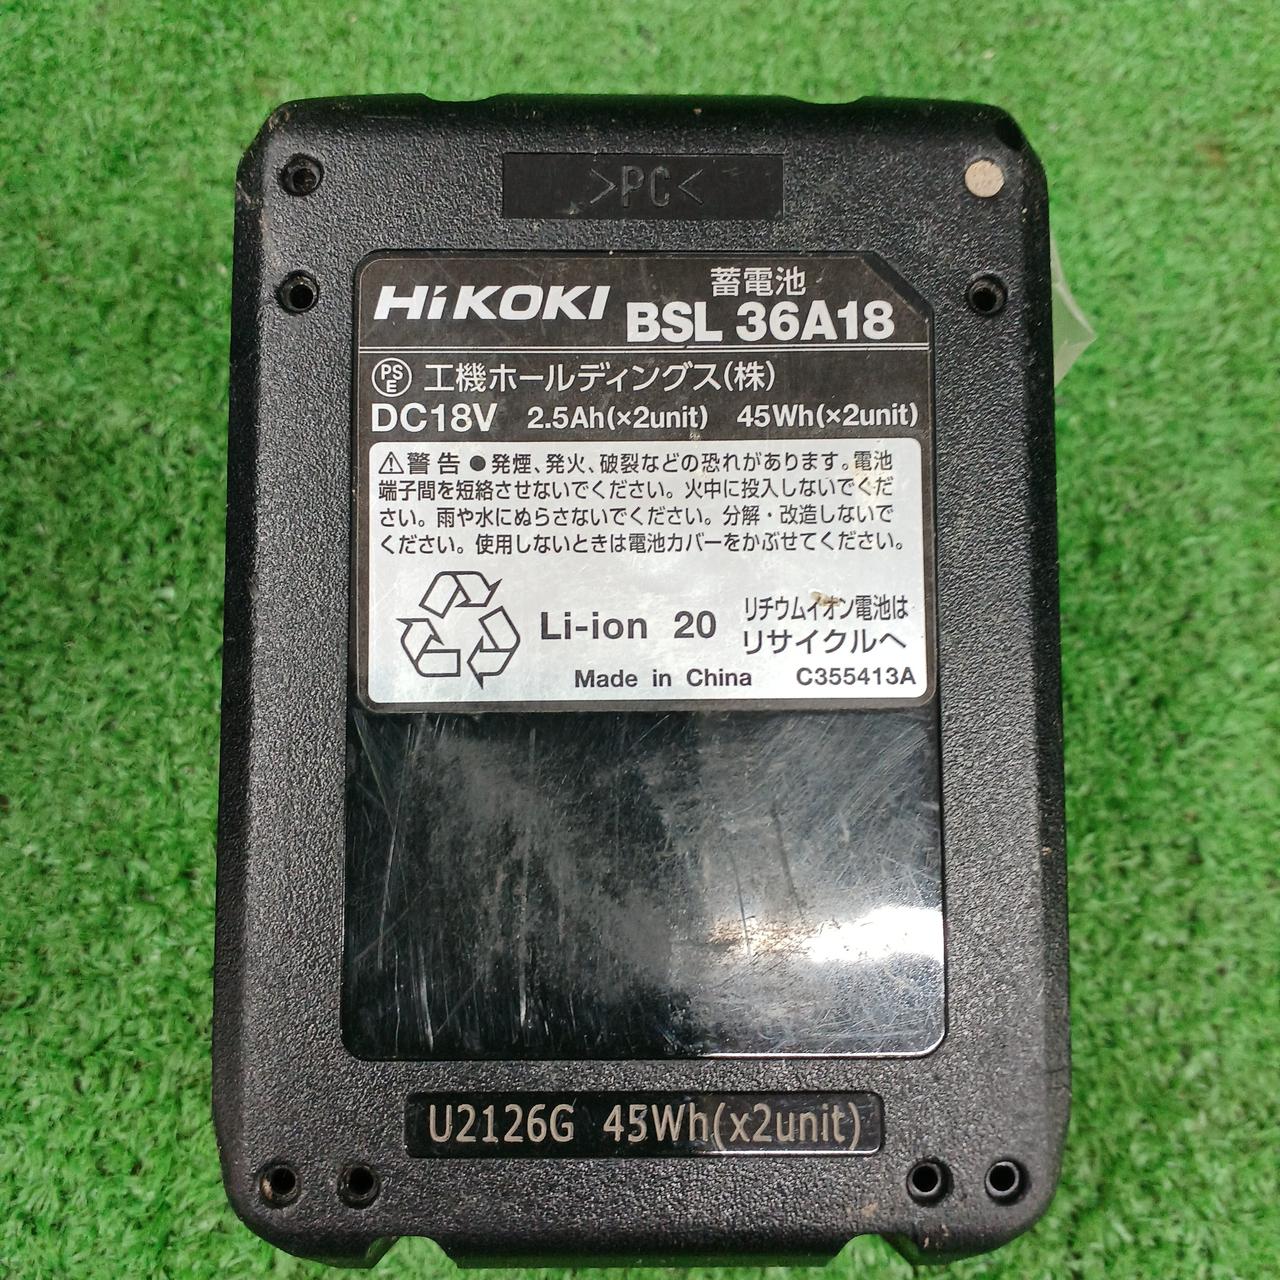 >PC<
HiKOKI 蓄電池
BSL 36A18
PSE 工機ホールディングス(株)
DC18V 2.5Ah(×2unit) 45Wh(×2unit)
⚠警告 ●発煙、発火、破裂などの恐れがあります。電池
端子間を短絡させないでください。火中に投入しないでくだ
さい。雨や水にぬらさないでください。分解・改造しないで
ください。使用しないときは電池カバーをかぶせてください。
Li-ion 20 リチウムイオン電池は
リサイクルへ
Made in China C355413A
U2126G 45Wh(x2unit)